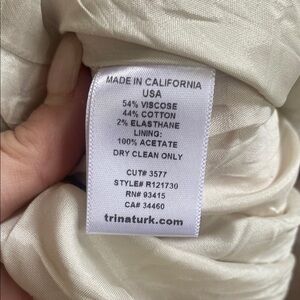 MADE IN CALIFORNIA
USA
54% VISCOSE
44% COTTON
2% ELASTHANE
LINING:
100% ACETATE
DRY CLEAN ONLY
CUT# 3577
STYLE# R121730
RN# 93415
CA# 34460
trinaturk.com